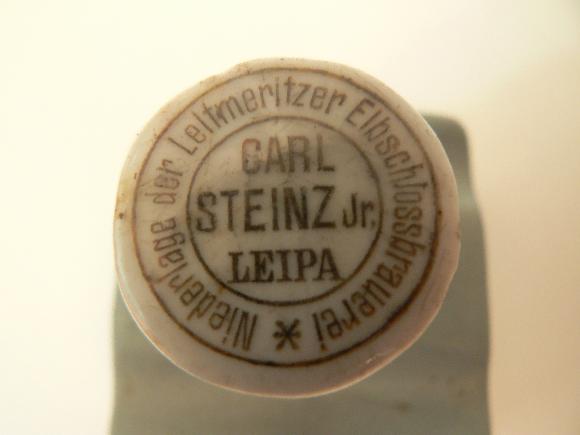 Niederlage der Leitmeritzer Elbschlossbrauerei *
CARL
STEINZ Jr.
LEIPA